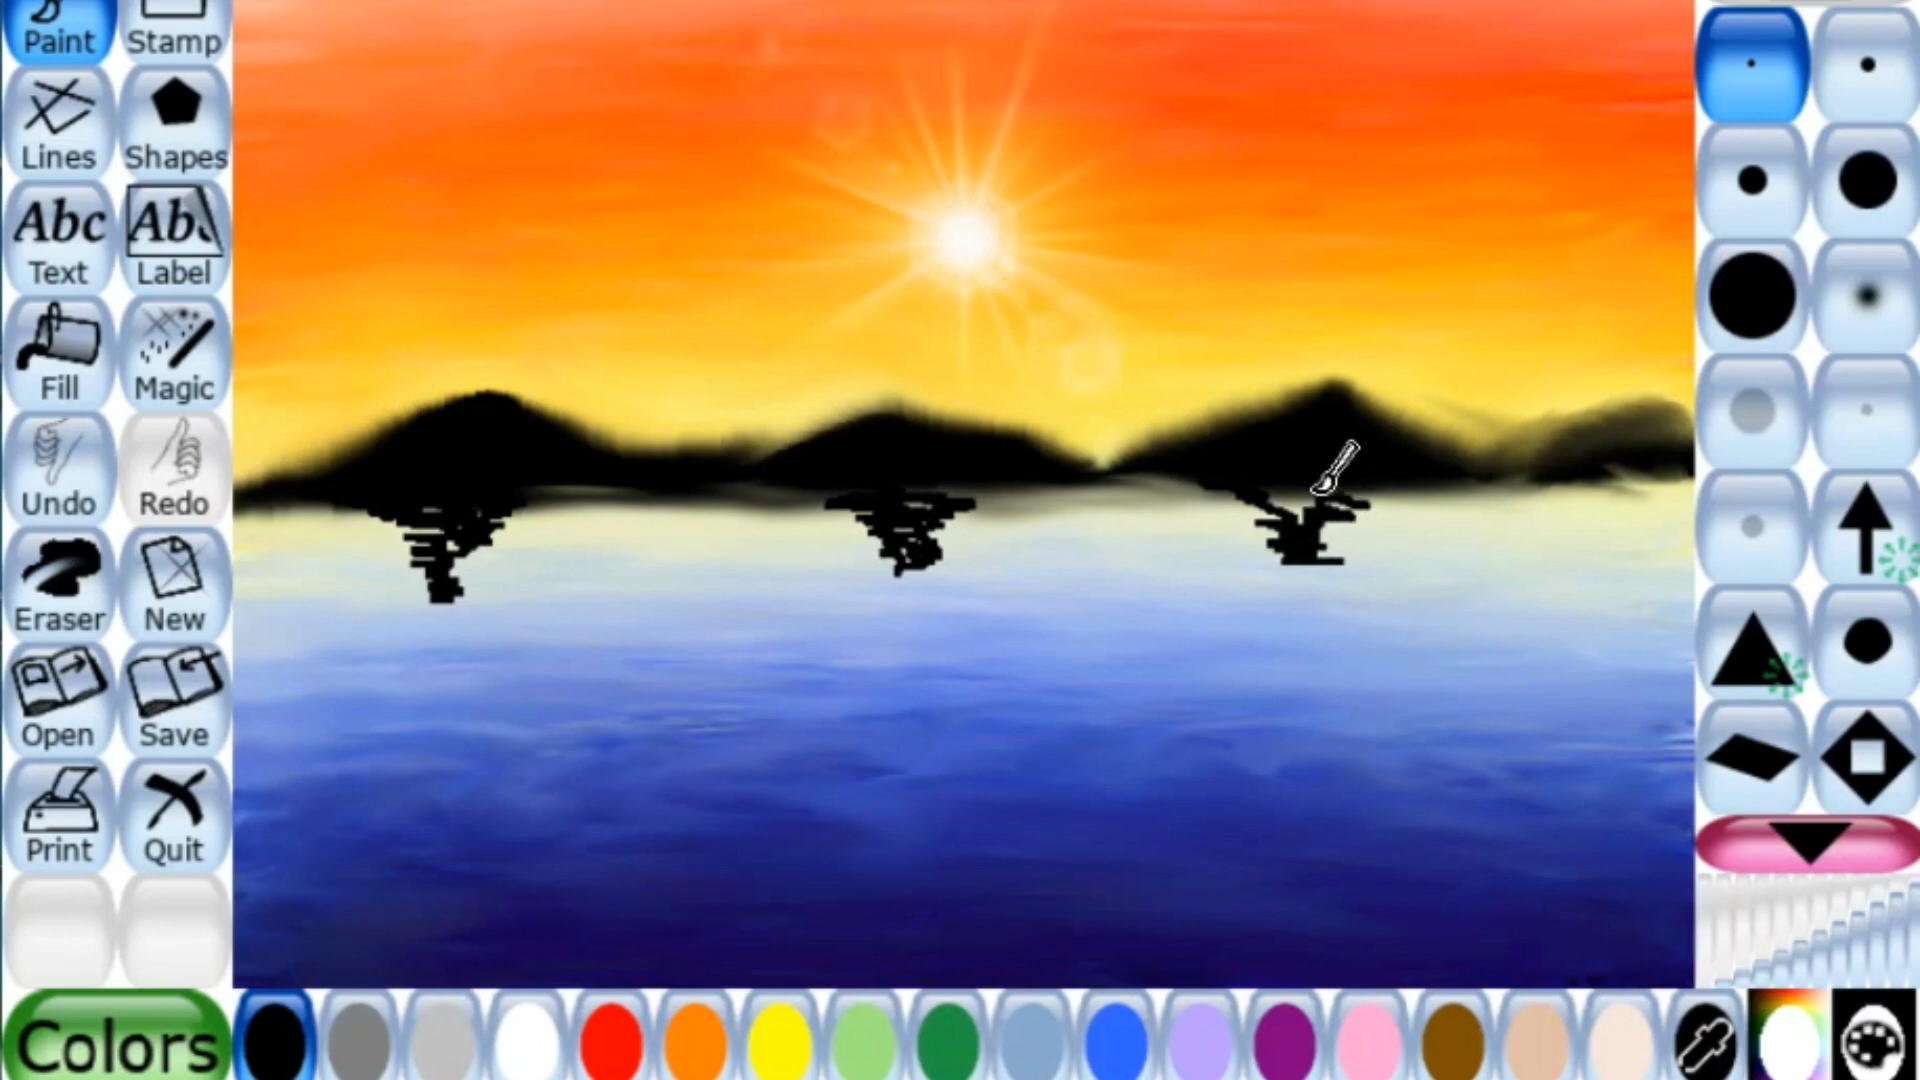 Paint Stamp
Lines Shapes
Abc Abc
Text Label
Fill Magic
Undo Redo
Eraser New
Open Save
Print Quit
Colors